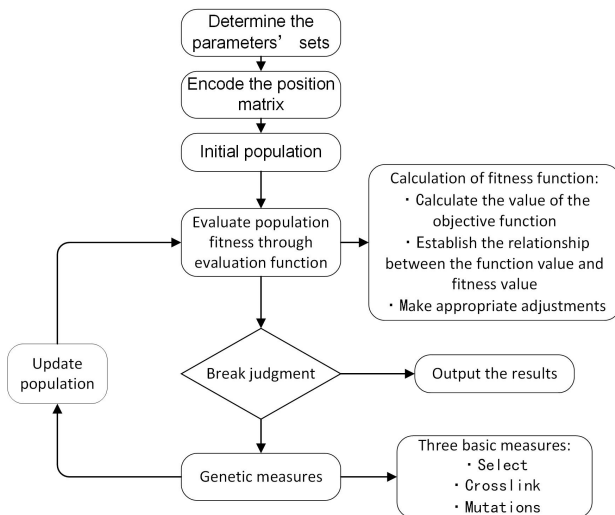 Determine the
parameters’ sets
Encode the position
matrix
Initial population
Evaluate population
fitness through
evaluation function
Calculation of fitness function:
· Calculate the value of the
objective function
· Establish the relationship
between the function value and
fitness value
· Make appropriate adjustments
Update
population
Break judgment
Output the results
Genetic measures
Three basic measures:
· Select
· Crosslink
· Mutations